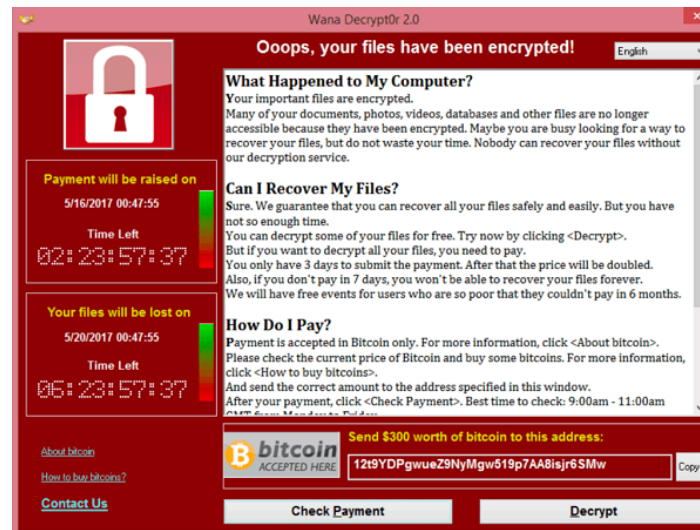 Wana Decrypt0r 2.0
Ooops, your files have been encrypted!
English
Payment will be raised on
5/16/2017 00:47:55
Time Left
02:23:57:37
Your files will be lost on
5/20/2017 00:47:55
Time Left
06:23:57:37
About bitcoin
How to buy bitcoins?
Contact Us
What Happened to My Computer?
Your important files are encrypted.
Many of your documents, photos, videos, databases and other files are no longer
accessible because they have been encrypted. Maybe you are busy looking for a way to
recover your files, but do not waste your time. Nobody can recover your files without
our decryption service.
Can I Recover My Files?
Sure. We guarantee that you can recover all your files safely and easily. But you have
not so enough time.
You can decrypt some of your files for free. Try now by clicking <Decrypt>.
But if you want to decrypt all your files, you need to pay.
You only have 3 days to submit the payment. After that the price will be doubled.
Also, if you don't pay in 7 days, you won't be able to recover your files forever.
We will have free events for users who are so poor that they couldn't pay in 6 months.
How Do I Pay?
Payment is accepted in Bitcoin only. For more information, click <About bitcoin>.
Please check the current price of Bitcoin and buy some bitcoins. For more information,
click <How to buy bitcoins>.
And send the correct amount to the address specified in this window.
After your payment, click <Check Payment>. Best time to check: 9:00am - 11:00am
GMT from Monday to Friday.
bitcoin
ACCEPTED HERE
Send $300 worth of bitcoin to this address:
12t9YDPgwueZ9NyMgw519p7AA8isjr6SMw
Copy
Check Payment
Decrypt